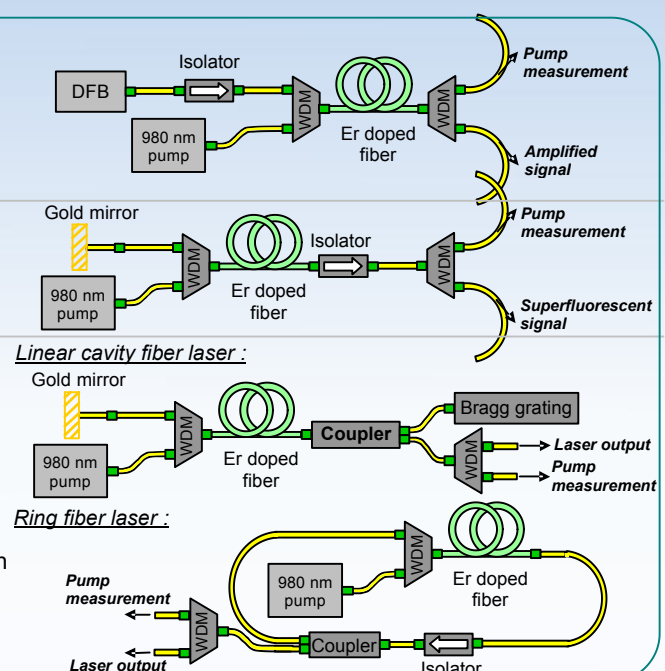 Isolator
DFB
WDM
WDM
Pump
measurement
980 nm
pump
Er doped
fiber
Amplified
signal
Gold mirror
Isolator
WDM
WDM
Pump
measurement
980 nm
pump
Er doped
fiber
Superfluorescent
signal
Linear cavity fiber laser :
Gold mirror
WDM
Coupler
Bragg grating
980 nm
pump
Er doped
fiber
WDM
Laser output
Pump
measurement
Ring fiber laser :
n
WDM
980 nm
pump
Er doped
fiber
Pump
measurement
WDM
Coupler
Laser output
Isolator